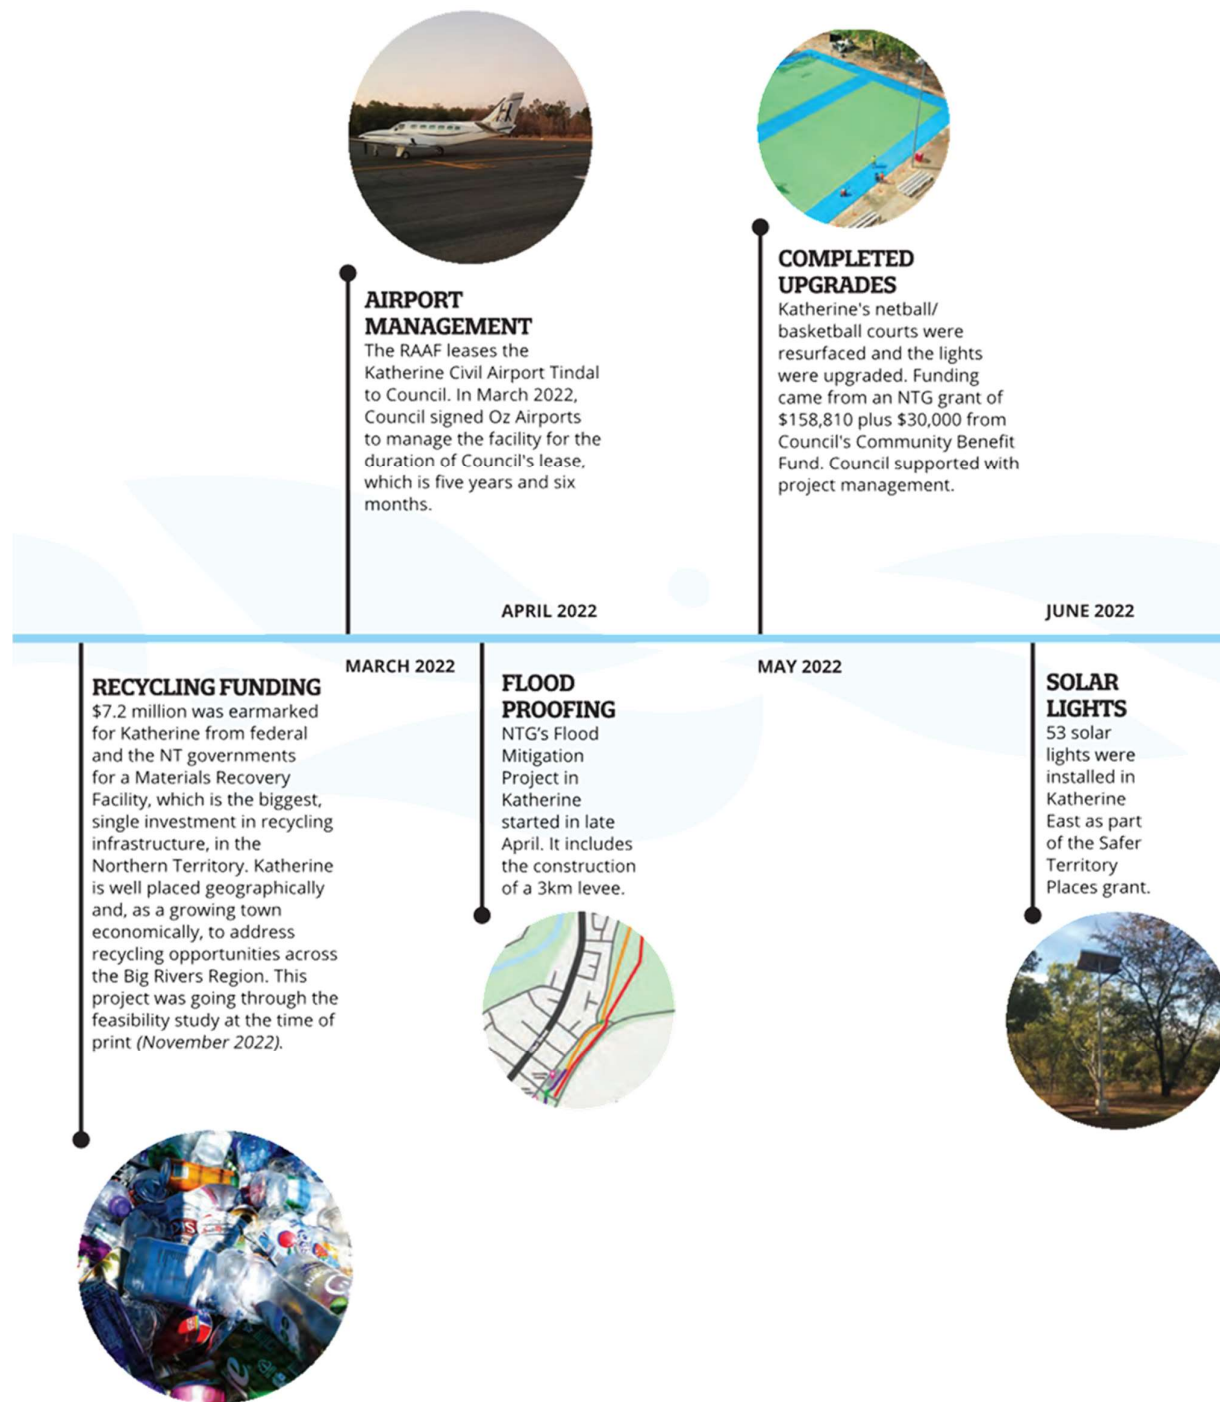 AIRPORT
MANAGEMENT
The RAAF leases the
Katherine Civil Airport Tindal
to Council. In March 2022,
Council signed Oz Airports
to manage the facility for the
duration of Council's lease,
which is five years and six
months.
COMPLETED
UPGRADES
Katherine's netball/
basketball courts were
resurfaced and the lights
were upgraded. Funding
came from an NTG grant of
$158,810 plus $30,000 from
Council's Community Benefit
Fund. Council supported with
project management.
APRIL 2022
JUNE 2022
MARCH 2022
MAY 2022
RECYCLING FUNDING
$7.2 million was earmarked
for Katherine from federal
and the NT governments
for a Materials Recovery
Facility, which is the biggest,
single investment in recycling
infrastructure, in the
Northern Territory. Katherine
is well placed geographically
and, as a growing town
economically, to address
recycling opportunities across
the Big Rivers Region. This
project was going through the
feasibility study at the time of
print (November 2022).
FLOOD
PROOFING
NTG’s Flood
Mitigation
Project in
Katherine
started in late
April. It includes
the construction
of a 3km levee.
SOLAR
LIGHTS
53 solar
lights were
installed in
Katherine
East as part
of the Safer
Territory
Places grant.